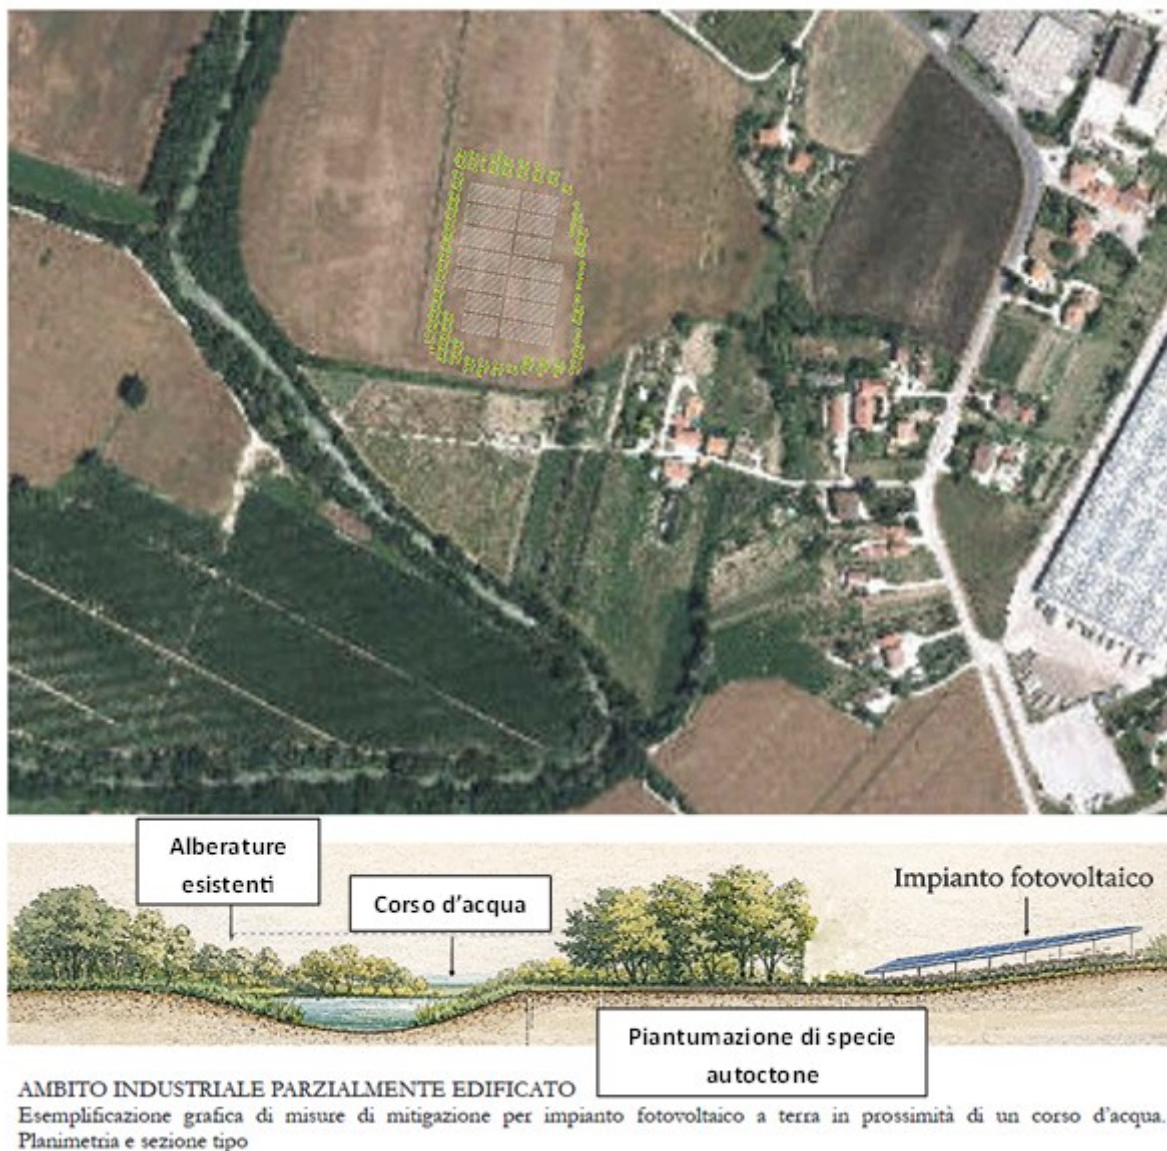 Alberature
esistenti
Corso d'acqua
Impianto fotovoltaico
Piantumazione di specie
autoctone
AMBITO INDUSTRIALE PARZIALMENTE EDIFICATO
Esemplificazione grafica di misure di mitigazione per impianto fotovoltaico a terra in prossimità di un corso d'acqua.
Planimetria e sezione tipo